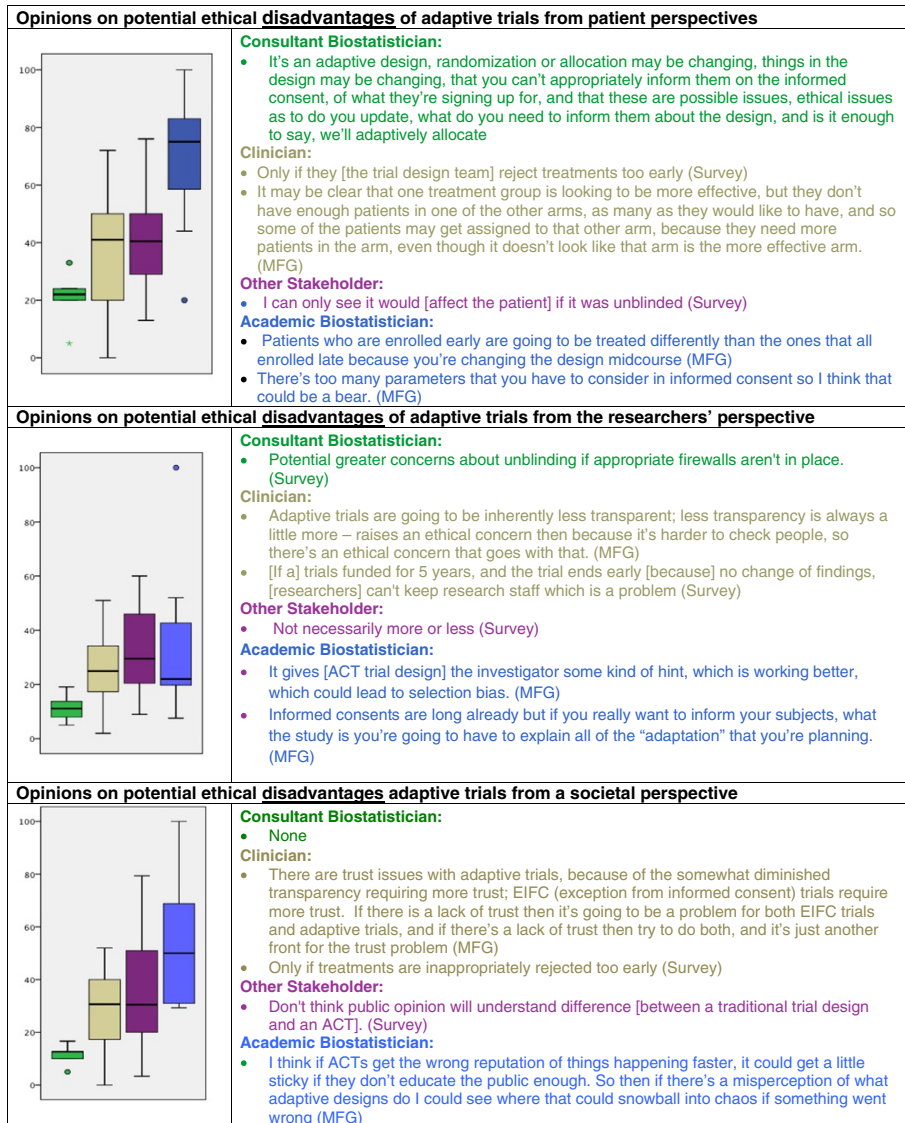 Opinions on potential ethical disadvantages of adaptive trials from patient perspectives
100
80
60
40
20
0
Consultant Biostatistician:
• It's an adaptive design, randomization or allocation may be changing, things in the
design may be changing, that you can't appropriately inform them on the informed
consent, of what they're signing up for, and that these are possible issues, ethical issues
as to do you update, what do you need to inform them about the design, and is it enough
to say, we'll adaptively allocate
Clinician:
• Only if they [the trial design team] reject treatments too early (Survey)
• It may be clear that one treatment group is looking to be more effective, but they don't
have enough patients in one of the other arms, as many as they would like to have, and so
some of the patients may get assigned to that other arm, because they need more
patients in the arm, even though it doesn't look like that arm is the more effective arm.
(MFG)
Other Stakeholder:
• I can only see it would [affect the patient] if it was unblinded (Survey)
Academic Biostatistician:
• Patients who are enrolled early are going to be treated differently than the ones that all
enrolled late because you're changing the design midcourse (MFG)
• There's too many parameters that you have to consider in informed consent so I think that
could be a bear. (MFG)
Opinions on potential ethical disadvantages of adaptive trials from the researchers' perspective
100
80
60
40
20
0
Consultant Biostatistician:
• Potential greater concerns about unblinding if appropriate firewalls aren't in place.
(Survey)
Clinician:
• Adaptive trials are going to be inherently less transparent; less transparency is always a
little more – raises an ethical concern then because it's harder to check people, so
there's an ethical concern that goes with that. (MFG)
• [If a] trials funded for 5 years, and the trial ends early [because] no change of findings,
[researchers] can't keep research staff which is a problem (Survey)
Other Stakeholder:
• Not necessarily more or less (Survey)
Academic Biostatistician:
• It gives [ACT trial design] the investigator some kind of hint, which is working better,
which could lead to selection bias. (MFG)
• Informed consents are long already but if you really want to inform your subjects, what
the study is you're going to have to explain all of the “adaptation” that you're planning.
(MFG)
Opinions on potential ethical disadvantages adaptive trials from a societal perspective
100
80
60
40
20
0
Consultant Biostatistician:
• None
Clinician:
• There are trust issues with adaptive trials, because of the somewhat diminished
transparency requiring more trust; EIFC (exception from informed consent) trials require
more trust. If there is a lack of trust then it's going to be a problem for both EIFC trials
and adaptive trials, and if there's a lack of trust then try to do both, and it's just another
front for the trust problem (MFG)
• Only if treatments are inappropriately rejected too early (Survey)
Other Stakeholder:
• Don't think public opinion will understand difference [between a traditional trial design
and an ACT]. (Survey)
Academic Biostatistician:
• I think if ACTs get the wrong reputation of things happening faster, it could get a little
sticky if they don't educate the public enough. So then if there's a misperception of what
adaptive designs do I could see where that could snowball into chaos if something went
wrong (MFG)